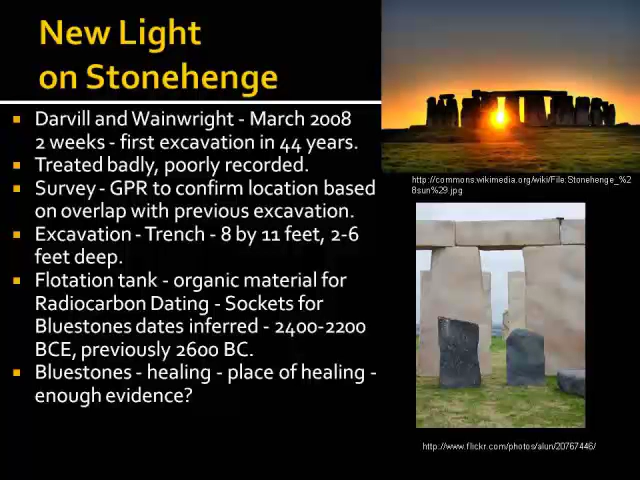 New Light
on Stonehenge
Darvill and Wainwright - March 2008
2 weeks - first excavation in 44 years.
Treated badly, poorly recorded.
Survey - GPR to confirm location based
on overlap with previous excavation.
Excavation - Trench - 8 by 11 feet, 2-6
feet deep.
Flotation tank - organic material for
Radiocarbon Dating - Sockets for
Bluestones dates inferred - 2400-2200
BCE, previously 2600 BC.
Bluestones - healing - place of healing -
enough evidence?
http://commons.wikimedia.org/wiki/File:Stonehenge_%2
8sun%29.jpg
http://www.flickr.com/photos/alun/20767446/